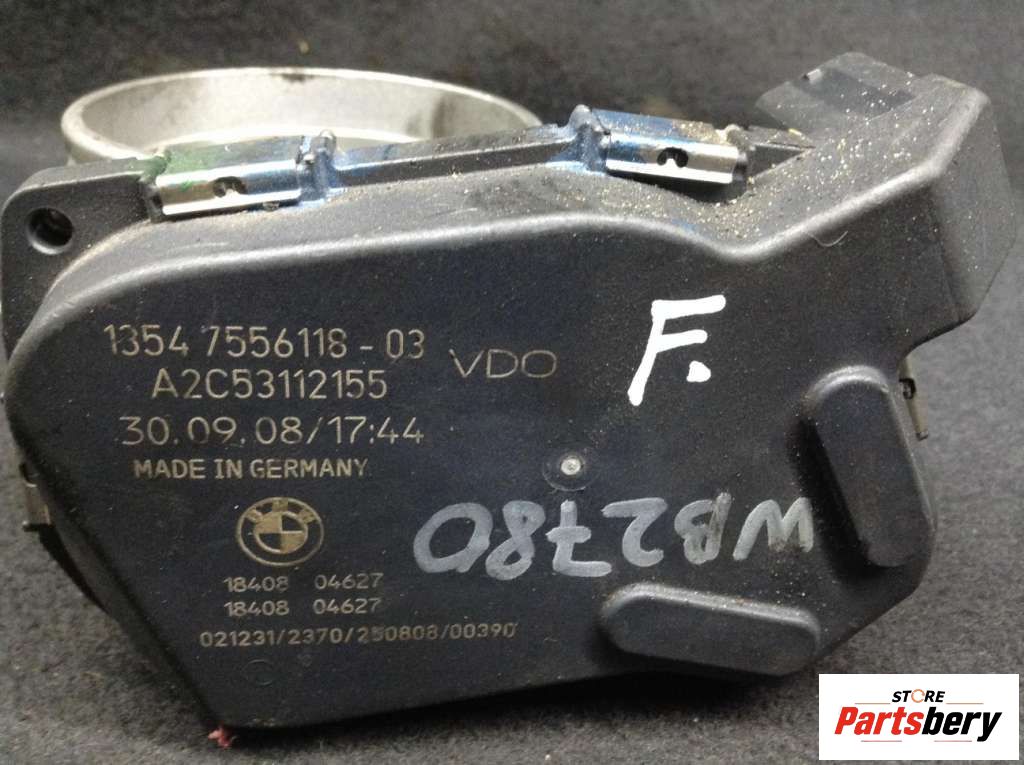 1354 7556118 - 03
A2C53112155
VDO
F.
30.09.08/17:44
MADE IN GERMANY
BMW
WB2780
18408 04627
18408 04627
021231/2370/250808/00390
STORE
Partsbery